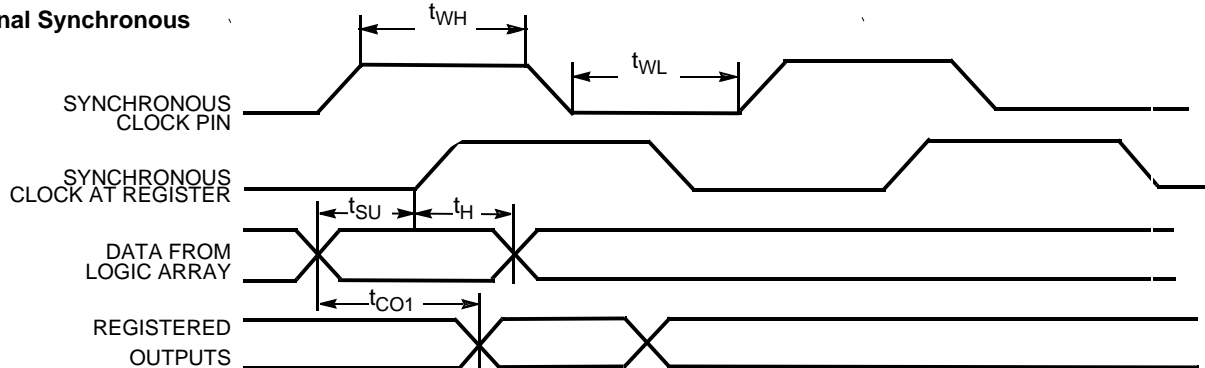 nal Synchronous
tWH
tWL
SYNCHRONOUS
CLOCK PIN
SYNCHRONOUS
CLOCK AT REGISTER
tSU
tH
DATA FROM
LOGIC ARRAY
tCO1
REGISTERED
OUTPUTS